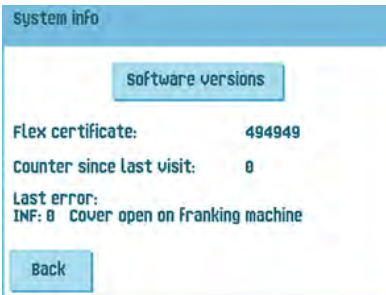 System info
Software versions
Flex certificate: 494949
Counter since last visit: 0
Last error:
INF: 0 Cover open on franking machine
Back